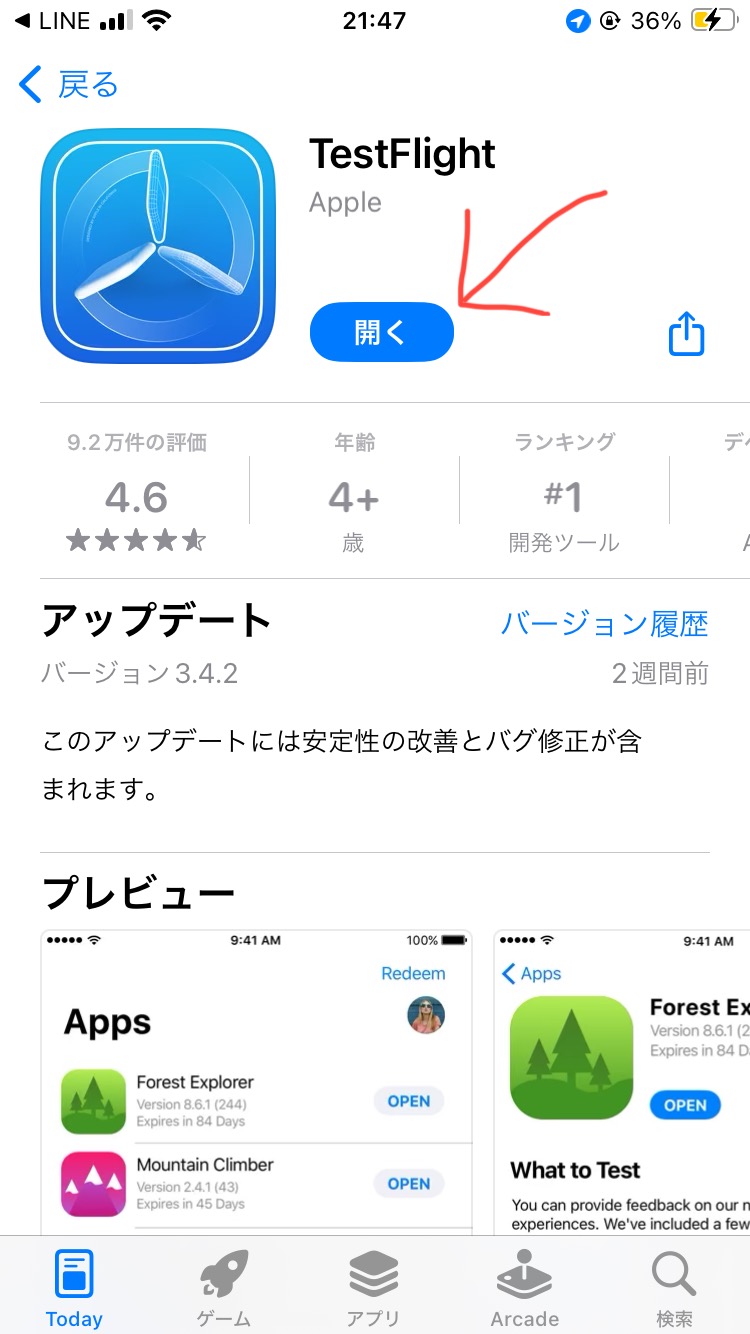 LINE 21:47 36%
戻る
TestFlight
Apple
開く
9.2万件の評価 年齢 ランキング
4.6 4+ #1
歳 開発ツール
アップデート バージョン履歴
バージョン 3.4.2 2週間前
このアップデートには安定性の改善とバグ修正が含
まれます。
プレビュー
9:41 AM 100% 9:41 AM
Redeem Apps
Apps
Forest Explorer
Version 8.6.1 (244)
Expires in 84 Days
OPEN
Mountain Climber
Version 2.4.1 (43)
Expires in 45 Days
OPEN
Forest Ex
Version 8.6.1 (2
Expires in 84 D
OPEN
What to Test
You can provide feedback on our n
experiences. We've included a few
Today ゲーム アプリ Arcade 検索